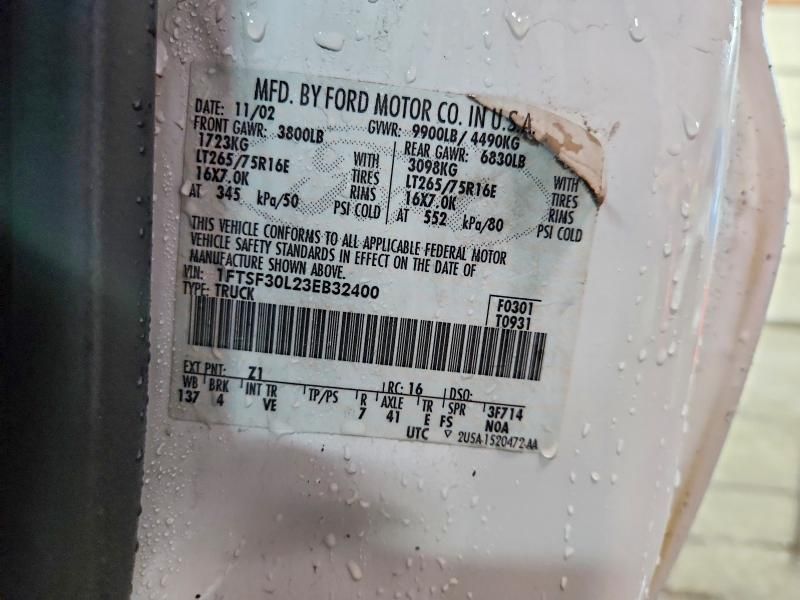 MFD. BY FORD MOTOR CO. IN U.S.A.
DATE: 11/02 GVWR: 9900LB/ 4490KG
FRONT GAWR: 3800LB REAR GAWR: 6830LB
1723KG WITH 3098KG WITH
LT265/75R16E TIRES LT265/75R16E TIRES
16X7.0K RIMS 16X7.0K RIMS
AT 345 kPa/50 PSI COLD AT 552 kPa/80 PSI COLD
THIS VEHICLE CONFORMS TO ALL APPLICABLE FEDERAL MOTOR
VEHICLE SAFETY STANDARDS IN EFFECT ON THE DATE OF
MANUFACTURE SHOWN ABOVE.
VIN: 1FTSF30L23EB32400 F0301
TYPE: TRUCK T0931
EXT PNT: Z1 RC: 16 DSO:
WB BRK INT TR TP/PS R AXLE TR SPR 3F714
137 4 VE 7 41 E FS N0A
UTC ▽ 2U5A-1520472-AA